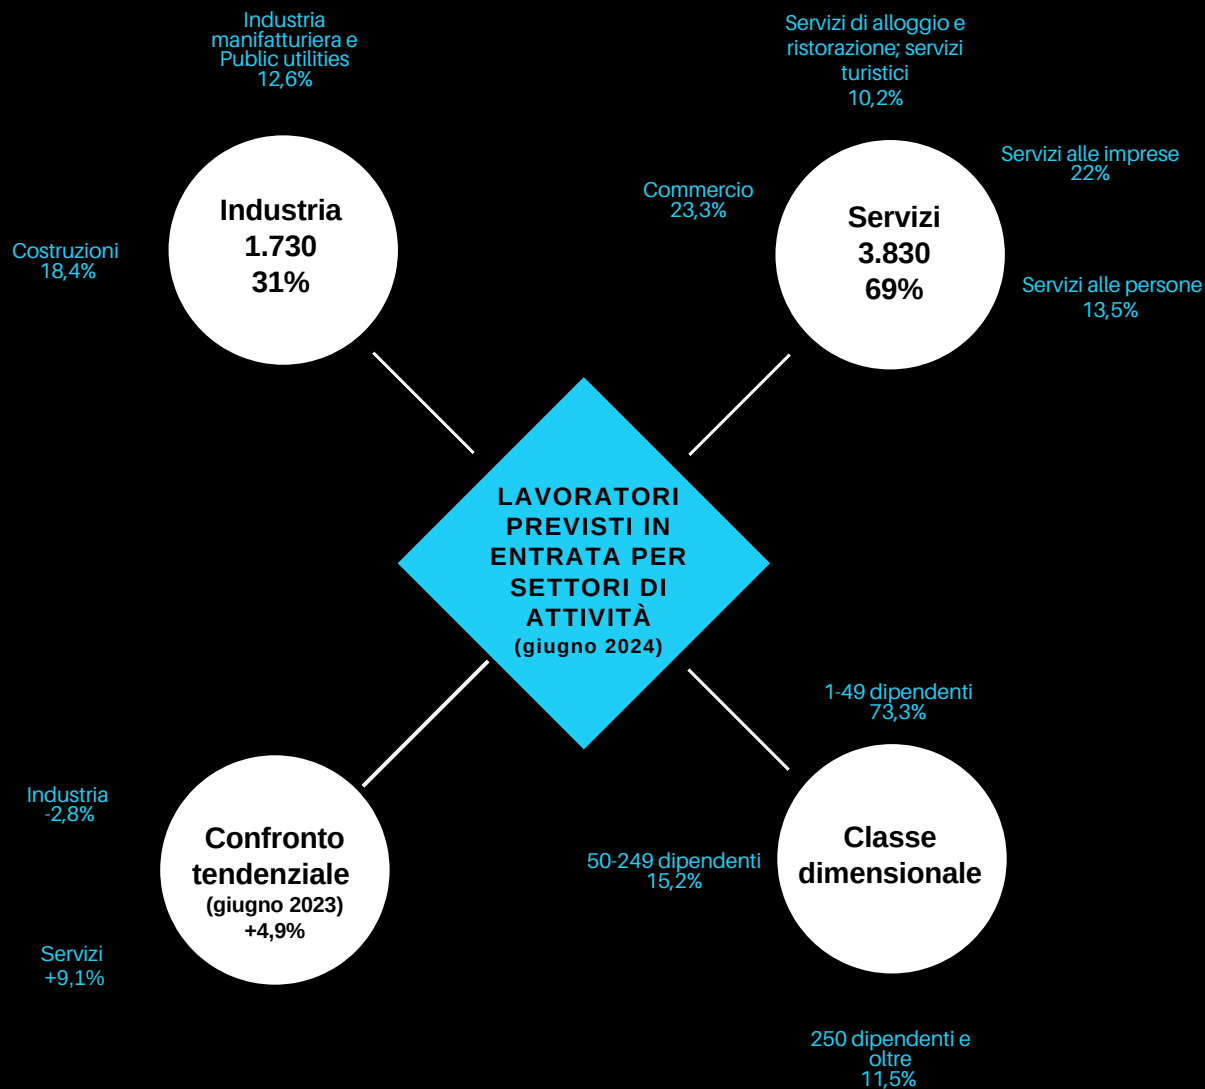 Industria
manifatturiera e
Public utilities
12,6%
Costruzioni
18,4%
Industria
1.730
31%
Servizi di alloggio e
ristorazione; servizi
turistici
10,2%
Commercio
23,3%
Servizi alle imprese
22%
Servizi alle persone
13,5%
Servizi
3.830
69%
LAVORATORI
PREVISTI IN
ENTRATA PER
SETTORI DI
ATTIVITÀ
(giugno 2024)
Industria
-2,8%
Servizi
+9,1%
Confronto
tendenziale
(giugno 2023)
+4,9%
1-49 dipendenti
73,3%
50-249 dipendenti
15,2%
Classe
dimensionale
250 dipendenti e
oltre
11,5%